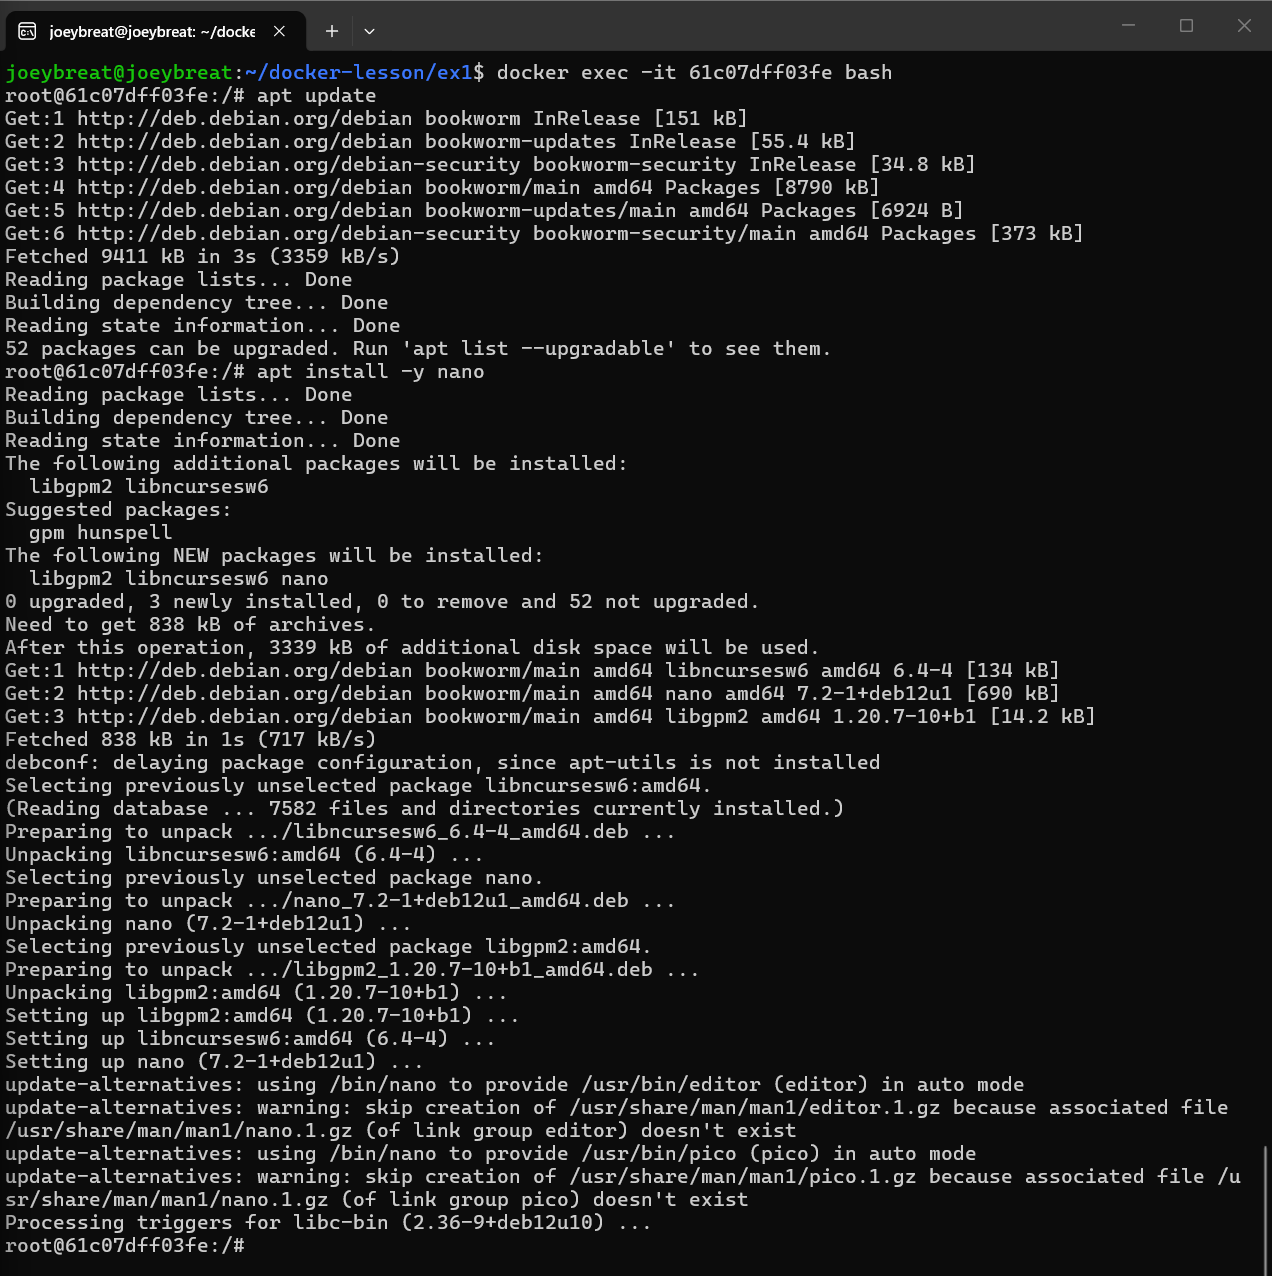 joeybreat@joeybreat: ~/docke
joeybreat@joeybreat:~/docker-lesson/ex1$ docker exec -it 61c07dff03fe bash
root@61c07dff03fe:/# apt update
Get:1 http://deb.debian.org/debian bookworm InRelease [151 kB]
Get:2 http://deb.debian.org/debian bookworm-updates InRelease [55.4 kB]
Get:3 http://deb.debian.org/debian-security bookworm-security InRelease [34.8 kB]
Get:4 http://deb.debian.org/debian bookworm/main amd64 Packages [8790 kB]
Get:5 http://deb.debian.org/debian bookworm-updates/main amd64 Packages [6924 B]
Get:6 http://deb.debian.org/debian-security bookworm-security/main amd64 Packages [373 kB]
Fetched 9411 kB in 3s (3359 kB/s)
Reading package lists... Done
Building dependency tree... Done
Reading state information... Done
52 packages can be upgraded. Run 'apt list --upgradable' to see them.
root@61c07dff03fe:/# apt install -y nano
Reading package lists... Done
Building dependency tree... Done
Reading state information... Done
The following additional packages will be installed:
  libgpm2 libncursesw6
Suggested packages:
  gpm hunspell
The following NEW packages will be installed:
  libgpm2 libncursesw6 nano
0 upgraded, 3 newly installed, 0 to remove and 52 not upgraded.
Need to get 838 kB of archives.
After this operation, 3339 kB of additional disk space will be used.
Get:1 http://deb.debian.org/debian bookworm/main amd64 libncursesw6 amd64 6.4-4 [134 kB]
Get:2 http://deb.debian.org/debian bookworm/main amd64 nano amd64 7.2-1+deb12u1 [690 kB]
Get:3 http://deb.debian.org/debian bookworm/main amd64 libgpm2 amd64 1.20.7-10+b1 [14.2 kB]
Fetched 838 kB in 1s (717 kB/s)
debconf: delaying package configuration, since apt-utils is not installed
Selecting previously unselected package libncursesw6:amd64.
(Reading database ... 7582 files and directories currently installed.)
Preparing to unpack .../libncursesw6_6.4-4_amd64.deb ...
Unpacking libncursesw6:amd64 (6.4-4) ...
Selecting previously unselected package nano.
Preparing to unpack .../nano_7.2-1+deb12u1_amd64.deb ...
Unpacking nano (7.2-1+deb12u1) ...
Selecting previously unselected package libgpm2:amd64.
Preparing to unpack .../libgpm2_1.20.7-10+b1_amd64.deb ...
Unpacking libgpm2:amd64 (1.20.7-10+b1) ...
Setting up libgpm2:amd64 (1.20.7-10+b1) ...
Setting up libncursesw6:amd64 (6.4-4) ...
Setting up nano (7.2-1+deb12u1) ...
update-alternatives: using /bin/nano to provide /usr/bin/editor (editor) in auto mode
update-alternatives: warning: skip creation of /usr/share/man/man1/editor.1.gz because associated file
/usr/share/man/man1/nano.1.gz (of link group editor) doesn't exist
update-alternatives: using /bin/nano to provide /usr/bin/pico (pico) in auto mode
update-alternatives: warning: skip creation of /usr/share/man/man1/pico.1.gz because associated file /u
sr/share/man/man1/nano.1.gz (of link group pico) doesn't exist
Processing triggers for libc-bin (2.36-9+deb12u10) ...
root@61c07dff03fe:/#